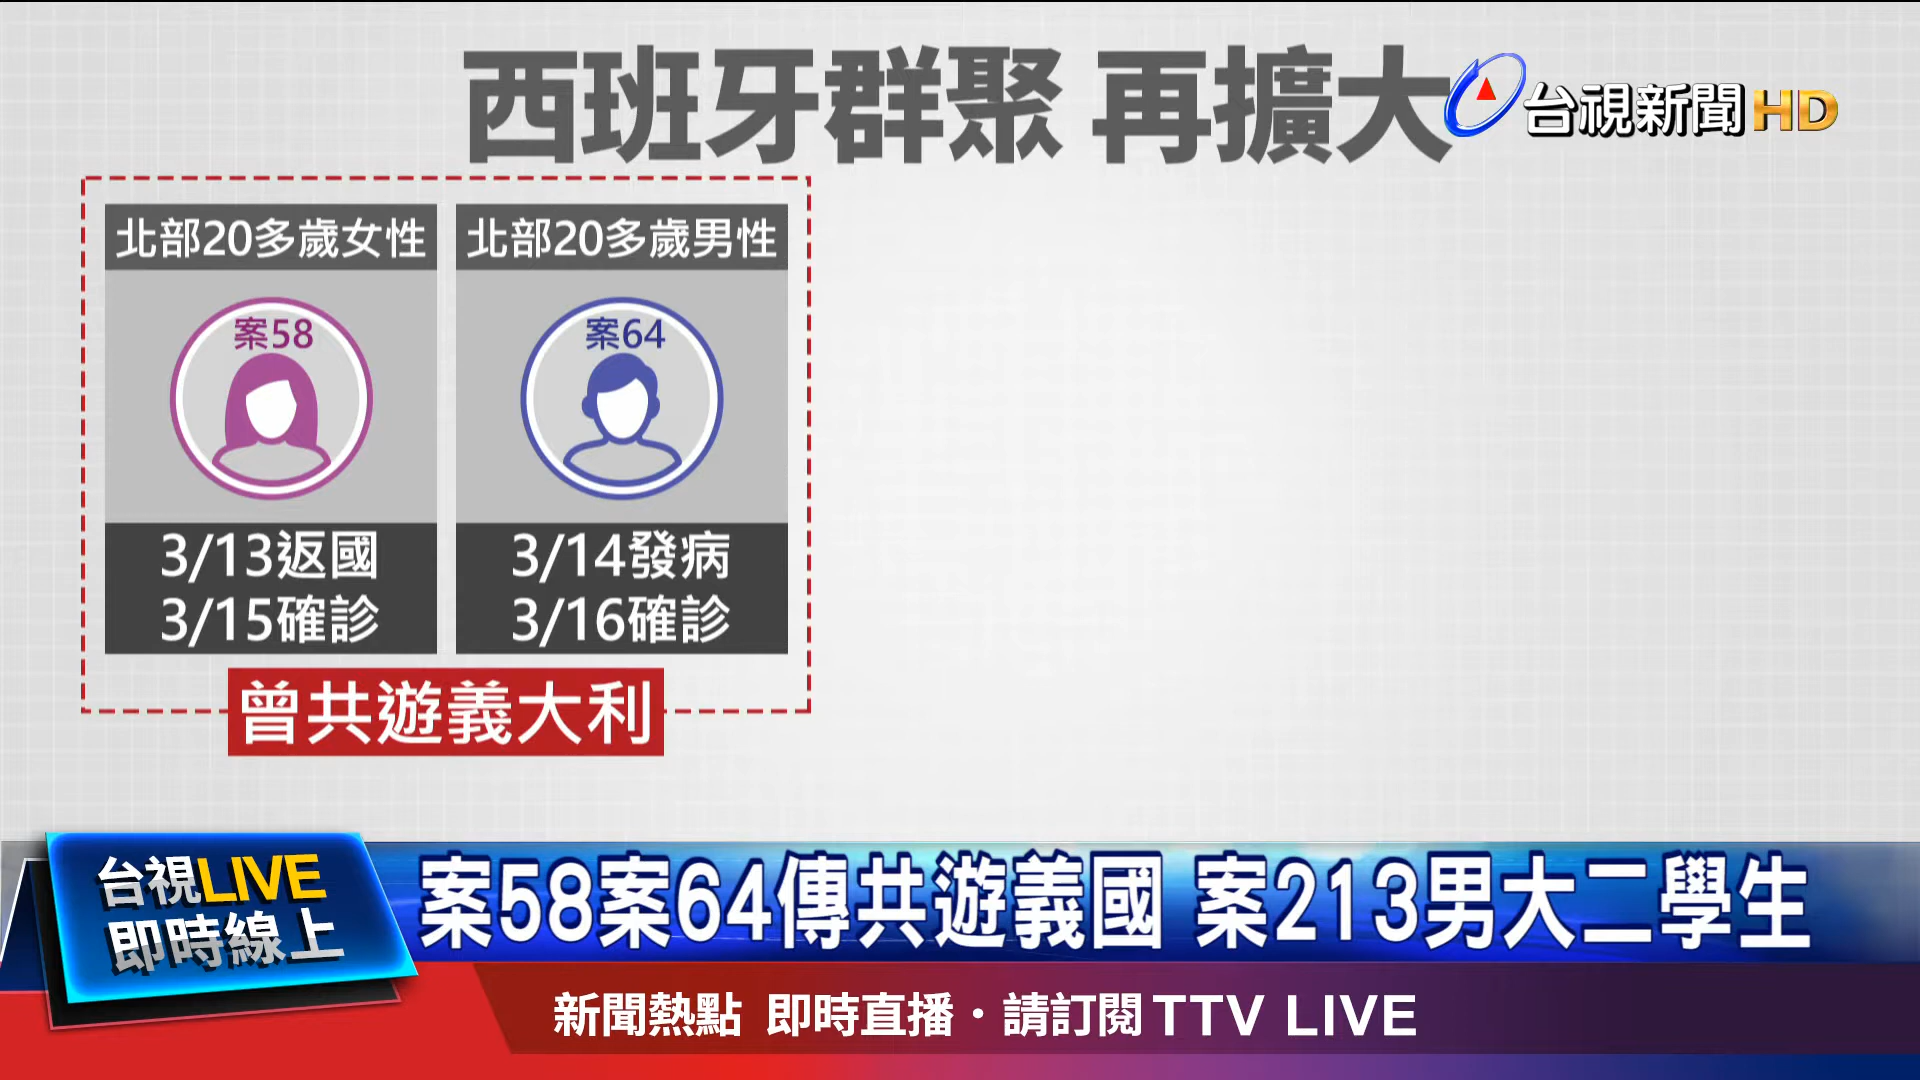 西班牙群聚 再擴大
台視新聞HD
北部20多歲女性
北部20多歲男性
案58
案64
3/13返國
3/15確診
3/14發病
3/16確診
曾共遊義大利
台視LIVE
即時線上
案58案64傳共遊義國 案213男大二學生
新聞熱點 即時直播·請訂閱TTV LIVE